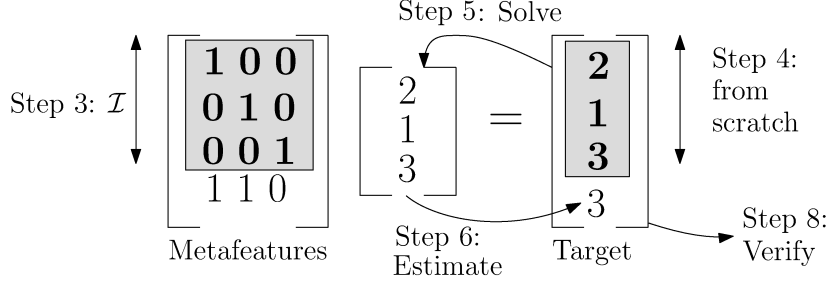 Step 5: Solve
Step 3: ℐ
1 0 0
0 1 0
0 0 1
1 1 0
2
1
3
=
2
1
3
3
Step 4:
from
scratch
Metafeatures
Step 6:
Estimate
Target
Step 8:
Verify